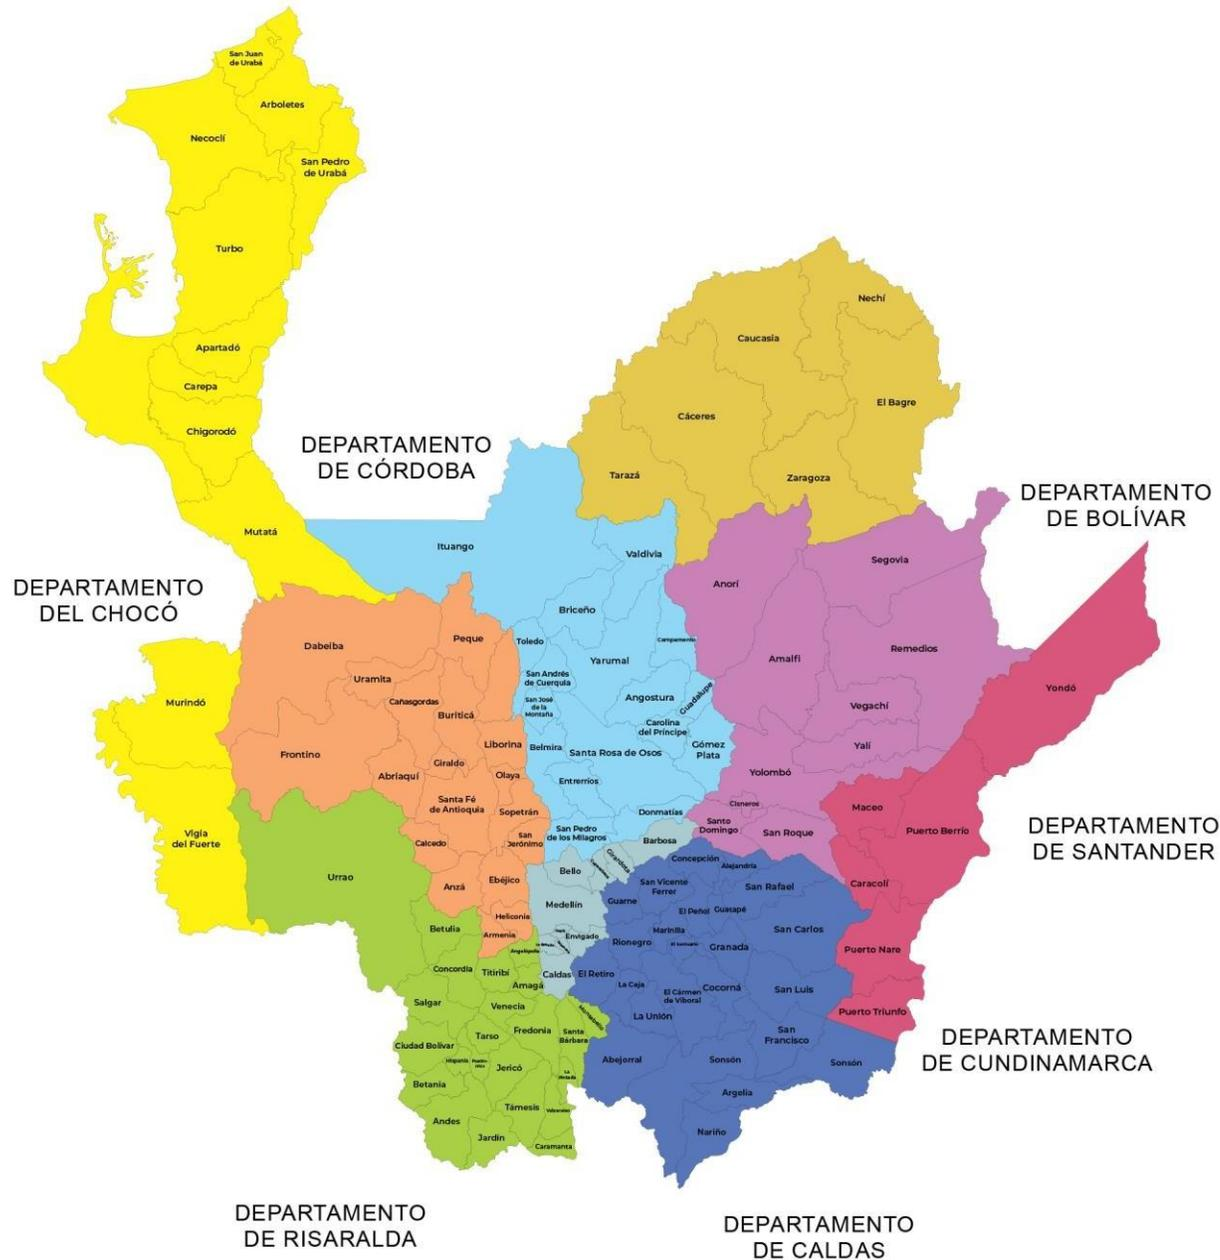 San Juan
de Urabá
Arboletes
Necoclí
San Pedro
de Urabá
Turbo
Apartadó
Carepa
Chigorodó
Mutatá
Nechí
Caucasia
El Bagre
Cáceres
Tarazá
Zaragoza
DEPARTAMENTO
DE CÓRDOBA
DEPARTAMENTO
DE BOLÍVAR
DEPARTAMENTO
DEL CHOCÓ
Ituango
Valdivia
Briceño
Toledo
Campamento
Yarumal
San Andrés
de Cuerquia
San José
de la
Montaña
Angostura
Guadalupe
Carolina
del Príncipe
Belmira
Santa Rosa de Osos
Gómez
Plata
Entrerríos
Donmatías
San Pedro
de los Milagros
Segovia
Anorí
Amalfi
Remedios
Vegachí
Yalí
Yolombó
Cisneros
Santo
Domingo
San Roque
Yondó
Maceo
Puerto Berrío
Caracolí
Puerto Nare
Puerto Triunfo
Dabeiba
Peque
Uramita
Cañasgordas
Buriticá
Frontino
Liborina
Giraldo
Abriaquí
Olaya
Santa Fé
de Antioquia
Sopetrán
San
Jerónimo
Caicedo
Anzá
Ebéjico
Heliconia
Armenia
Murindó
Vigía
del Fuerte
Urrao
Betulia
Concordia
Titiribí
Angelópolis
Amagá
Salgar
Venecia
Montebello
Fredonia
Santa
Bárbara
Tarso
Ciudad Bolívar
Hispania
Jericó
La
Pintada
Betania
Támesis
Valparaíso
Andes
Jardín
Caramanta
Barbosa
Girardota
Bello
Medellín
Envigado
Caldas
Concepción
Alejandría
San Vicente
Ferrer
San Rafael
Guarne
El Peñol
Guatapé
Marinilla
San Carlos
Rionegro
El Santuario
Granada
El Retiro
La Ceja
El Cármen
de Viboral
Cocorná
San Luis
La Unión
San
Francisco
Abejorral
Sonsón
Sonsón
Argelia
Nariño
DEPARTAMENTO
DE SANTANDER
DEPARTAMENTO
DE CUNDINAMARCA
DEPARTAMENTO
DE RISARALDA
DEPARTAMENTO
DE CALDAS